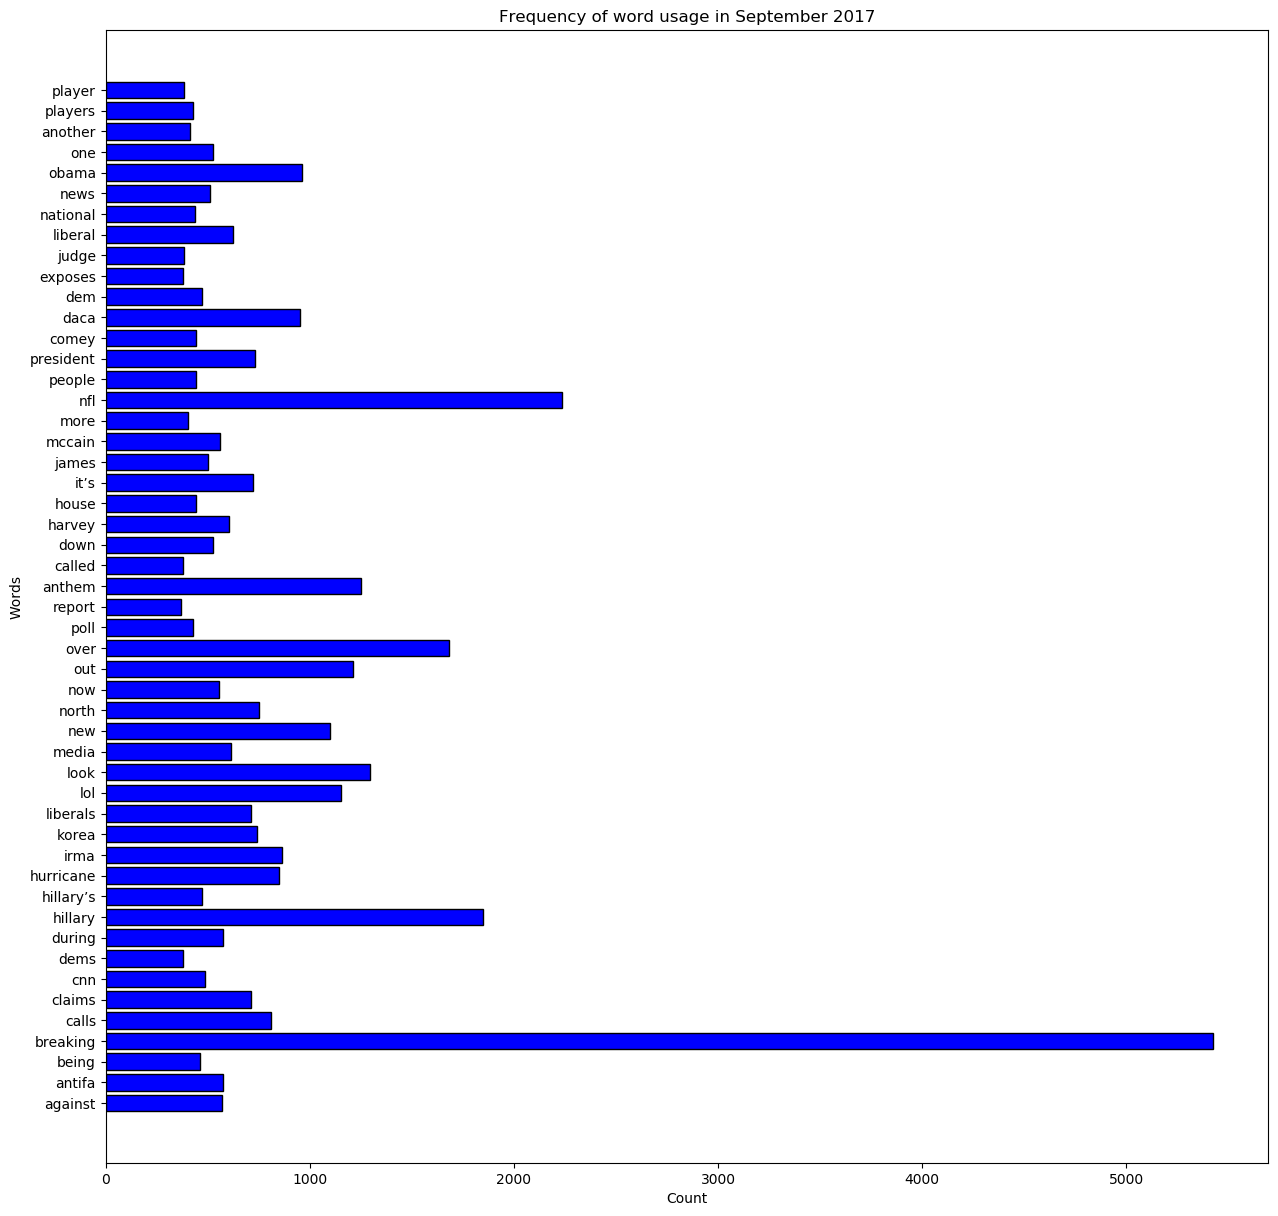 Frequency of word usage in September 2017
player
players
another
one
obama
news
national
liberal
judge
exposes
dem
daca
comey
president
people
nfl
more
mccain
james
it’s
house
harvey
down
called
anthem
report
poll
over
out
now
north
new
media
look
lol
liberals
korea
irma
hurricane
hillary’s
hillary
during
dems
cnn
claims
calls
breaking
being
antifa
against
Words
0 1000 2000 3000 4000 5000
Count